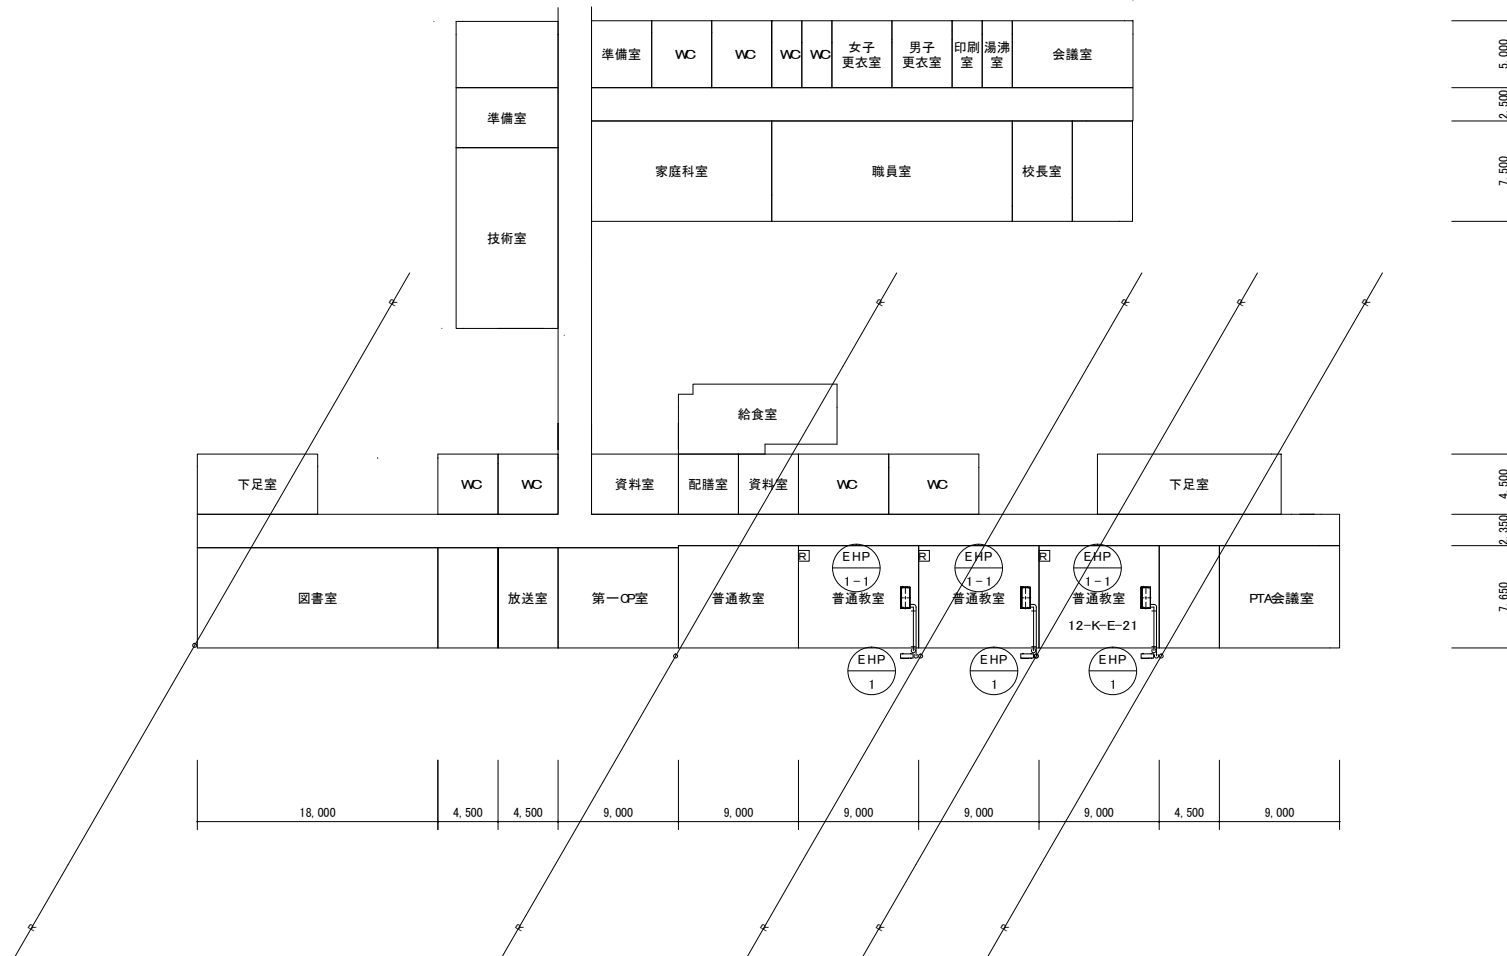 準備室
WC
WC
WC
WC
女子
更衣室
男子
更衣室
印刷
室
湯沸
室
会議室
5,000
準備室
2,500
家庭科室
職員室
校長室
7,500
技術室
R
R
R
R
R
給食室
下足室
WC
WC
資料室
配膳室
資料室
WC
WC
下足室
4,500
2,350
R
EHP
1-1
R
EHP
1-1
R
EHP
1-1
図書室
放送室
第一CP室
普通教室
普通教室
普通教室
普通教室
PTA会議室
7,650
12-K-E-21
EHP
1
EHP
1
EHP
1
18,000
4,500
4,500
9,000
9,000
9,000
9,000
9,000
4,500
9,000
R
R
R
R
R